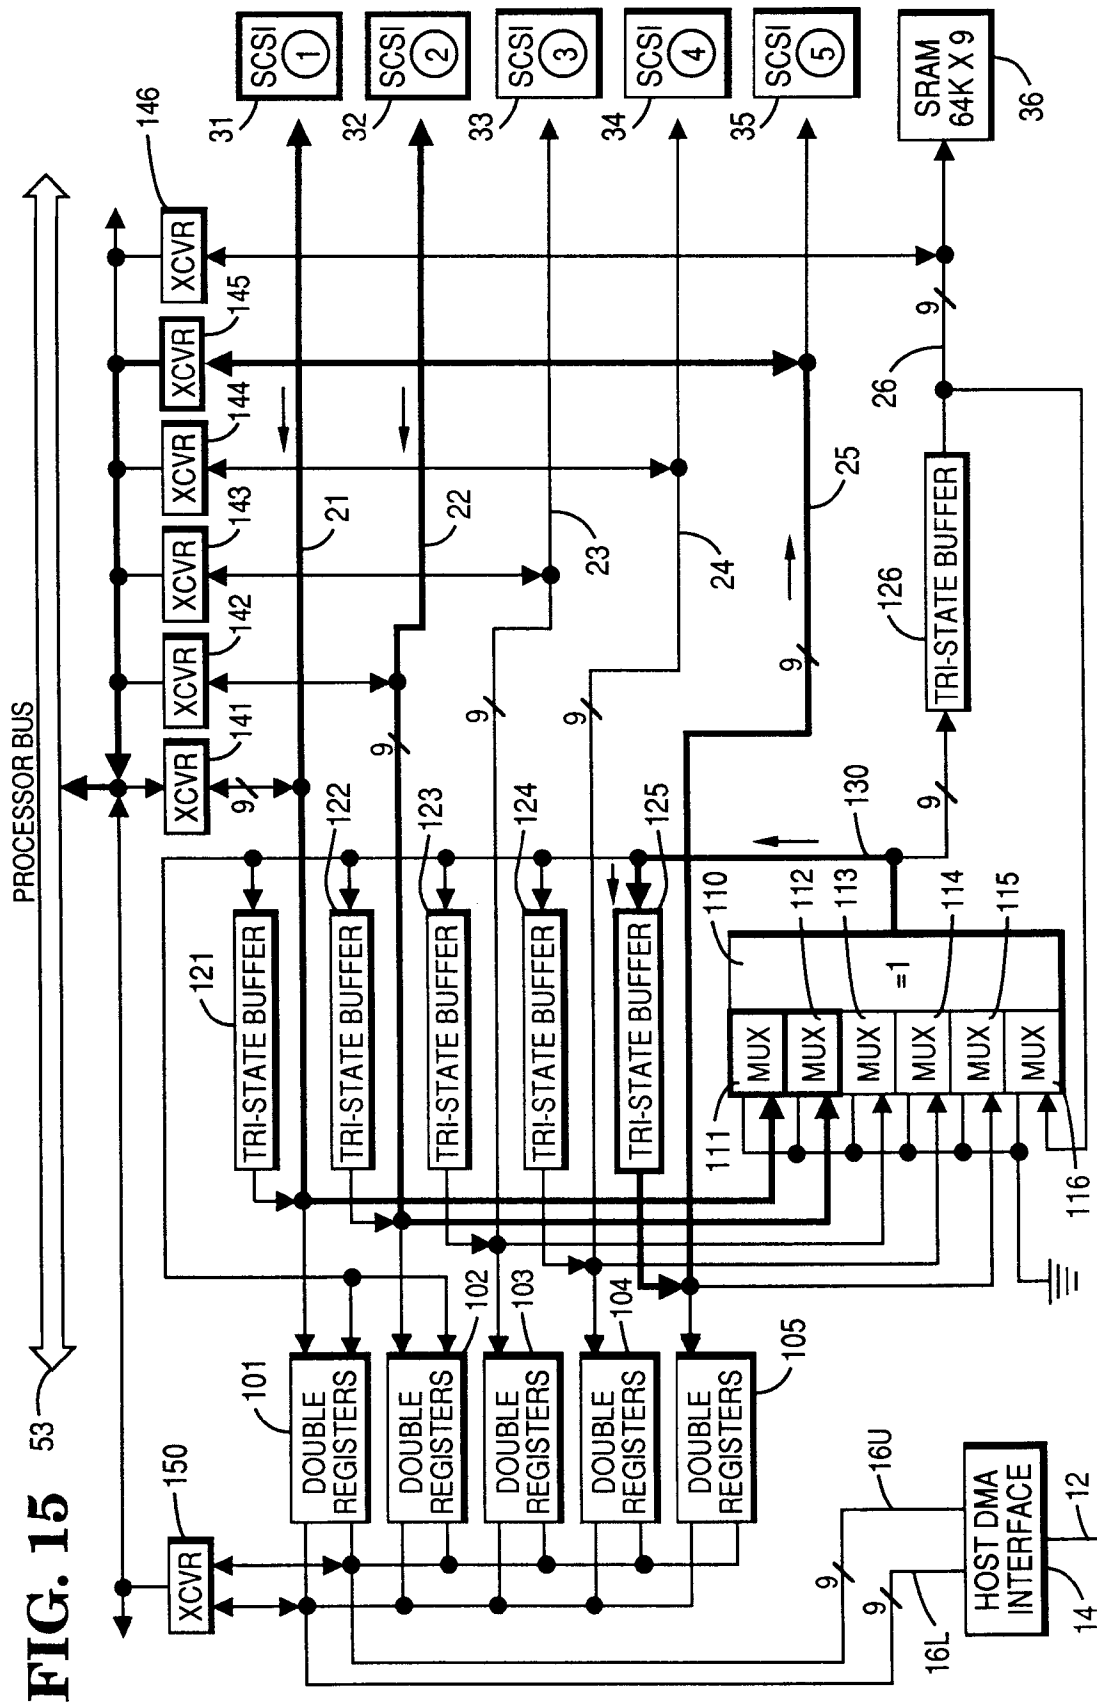 FIG. 15
53
PROCESSOR BUS
150
XCVR
141
XCVR
142
XCVR
143
XCVR
144
XCVR
145
XCVR
146
XCVR
31
SCSI
1
32
SCSI
2
33
SCSI
3
34
SCSI
4
35
SCSI
5
SRAM
64K X 9
36
21
22
23
24
25
26
9
9
9
9
9
9
9
9
9
101
DOUBLE
REGISTERS
102
DOUBLE
REGISTERS
103
DOUBLE
REGISTERS
104
DOUBLE
REGISTERS
105
DOUBLE
REGISTERS
121
TRI-STATE BUFFER
122
TRI-STATE BUFFER
123
TRI-STATE BUFFER
124
TRI-STATE BUFFER
125
TRI-STATE BUFFER
126
TRI-STATE BUFFER
130
110
111
MUX
112
MUX
113
MUX
114
MUX
115
MUX
116
MUX
=1
16U
16L
HOST DMA
INTERFACE
14
12